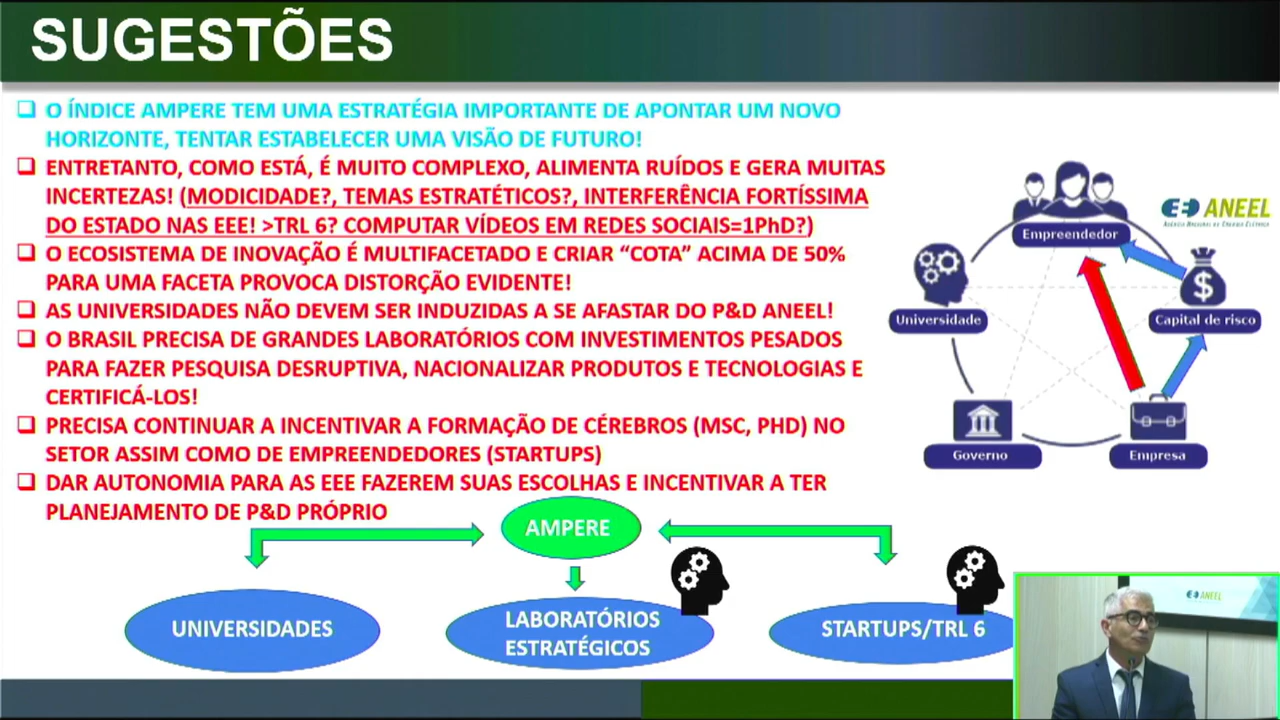 SUGESTÕES
O ÍNDICE AMPERE TEM UMA ESTRATÉGIA IMPORTANTE DE APONTAR UM NOVO
HORIZONTE, TENTAR ESTABELECER UMA VISÃO DE FUTURO!
ENTRETANTO, COMO ESTÁ, É MUITO COMPLEXO, ALIMENTA RUÍDOS E GERA MUITAS
INCERTEZAS! (MODICIDADE?, TEMAS ESTRATÉTICOS?, INTERFERÊNCIA FORTÍSSIMA
DO ESTADO NAS EEE! >TRL 6? COMPUTAR VÍDEOS EM REDES SOCIAIS=1PhD?)
O ECOSISTEMA DE INOVAÇÃO É MULTIFACETADO E CRIAR “COTA” ACIMA DE 50%
PARA UMA FACETA PROVOCA DISTORÇÃO EVIDENTE!
AS UNIVERSIDADES NÃO DEVEM SER INDUZIDAS A SE AFASTAR DO P&D ANEEL!
O BRASIL PRECISA DE GRANDES LABORATÓRIOS COM INVESTIMENTOS PESADOS
PARA FAZER PESQUISA DESRUPTIVA, NACIONALIZAR PRODUTOS E TECNOLOGIAS E
CERTIFICÁ-LOS!
PRECISA CONTINUAR A INCENTIVAR A FORMAÇÃO DE CÉREBROS (MSC, PHD) NO
SETOR ASSIM COMO DE EMPREENDEDORES (STARTUPS)
DAR AUTONOMIA PARA AS EEE FAZEREM SUAS ESCOLHAS E INCENTIVAR A TER
PLANEJAMENTO DE P&D PRÓPRIO
ANEEL
AGÊNCIA NACIONAL DE ENERGIA ELÉTRICA
Empreendedor
Universidade
$
Capital de risco
Governo
Empresa
AMPERE
UNIVERSIDADES
LABORATÓRIOS
ESTRATÉGICOS
STARTUPS/TRL 6
ANEEL